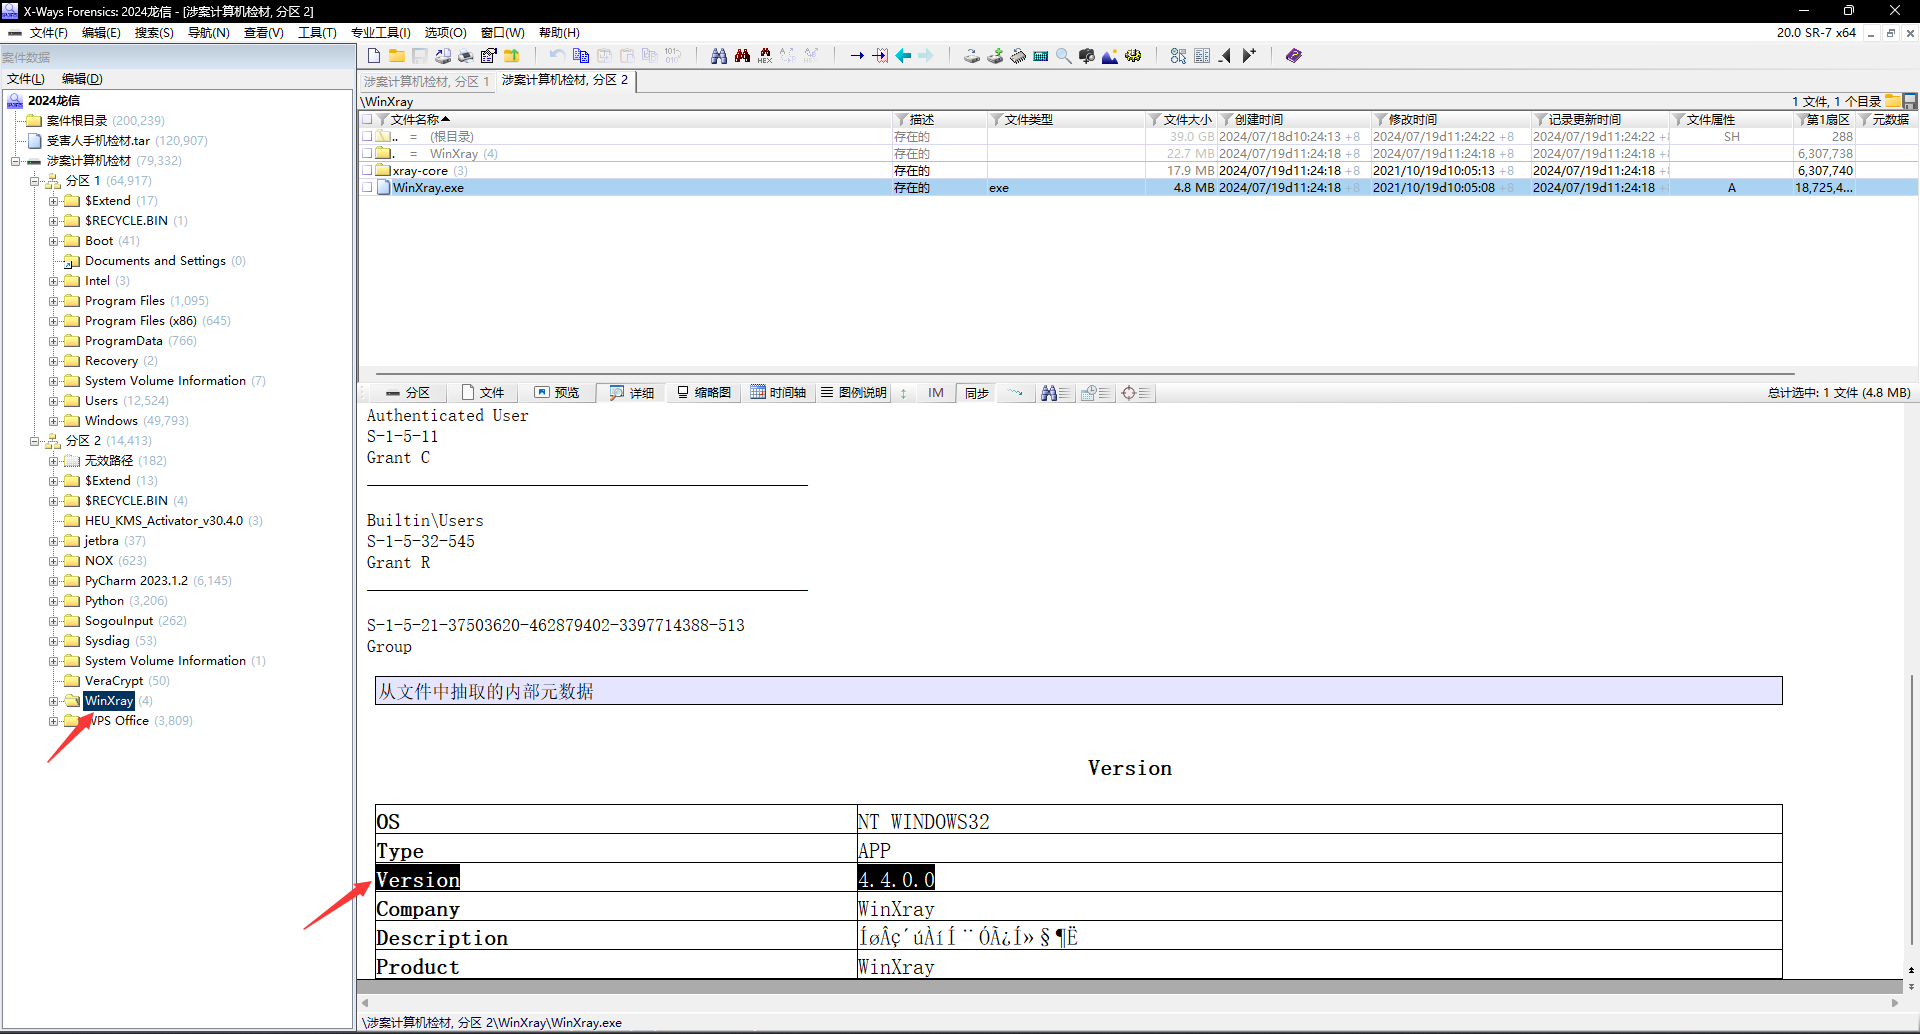 X-Ways Forensics: 2024龙信 - [涉案计算机检材, 分区 2]
文件(F) 编辑(E) 搜索(S) 导航(N) 查看(V) 工具(T) 专业工具(I) 选项(O) 窗口(W) 帮助(H) 20.0 SR-7 x64
案件数据
文件(L) 编辑(D)
2024龙信
案件根目录 (200,239)
受害人手机检材.tar (120,907)
涉案计算机检材 (79,332)
分区 1 (64,917)
$Extend (17)
$RECYCLE.BIN (1)
Boot (41)
Documents and Settings (0)
Intel (3)
Program Files (1,095)
Program Files (x86) (645)
ProgramData (766)
Recovery (2)
System Volume Information (7)
Users (12,524)
Windows (49,793)
分区 2 (14,413)
无效路径 (182)
$Extend (13)
$RECYCLE.BIN (4)
HEU_KMS_Activator_v30.4.0 (3)
jetbra (37)
NOX (623)
PyCharm 2023.1.2 (6,145)
Python (3,206)
SogouInput (262)
Sysdiag (53)
System Volume Information (1)
VeraCrypt (50)
WinXray (4)
WPS Office (3,809)
涉案计算机检材, 分区 1 涉案计算机检材, 分区 2
\WinXray 1 文件, 1 个目录
文件名称 描述 文件类型 文件大小 创建时间 修改时间 记录更新时间 文件属性 第1扇区 元数据
.. = (根目录) 存在的 39.0 GB 2024/07/18d10:24:13 +8 2024/07/19d11:24:22 +8 2024/07/19d11:24:22 +8 SH 288
. = WinXray (4) 存在的 22.7 MB 2024/07/19d11:24:18 +8 2024/07/19d11:24:18 +8 2024/07/19d11:24:18 +8 6,307,738
xray-core (3) 存在的 17.9 MB 2024/07/19d11:24:18 +8 2021/10/19d10:05:13 +8 2024/07/19d11:24:18 +8 6,307,740
WinXray.exe 存在的 exe 4.8 MB 2024/07/19d11:24:18 +8 2021/10/19d10:05:08 +8 2024/07/19d11:24:18 +8 A 18,725,4...
分区 文件 预览 详细 缩略图 时间轴 图例说明 IM 同步 总计选中: 1 文件 (4.8 MB)
Authenticated User
S-1-5-11
Grant C
Builtin\Users
S-1-5-32-545
Grant R
S-1-5-21-37503620-462879402-3397714388-513
Group
从文件中抽取的内部元数据
Version
OS NT WINDOWS32
Type APP
Version 4.4.0.0
Company WinXray
Description ÍøÂç´úÀíÍ¨ÓÃ¿Í»§¶Ë
Product WinXray
\涉案计算机检材, 分区 2\WinXray\WinXray.exe